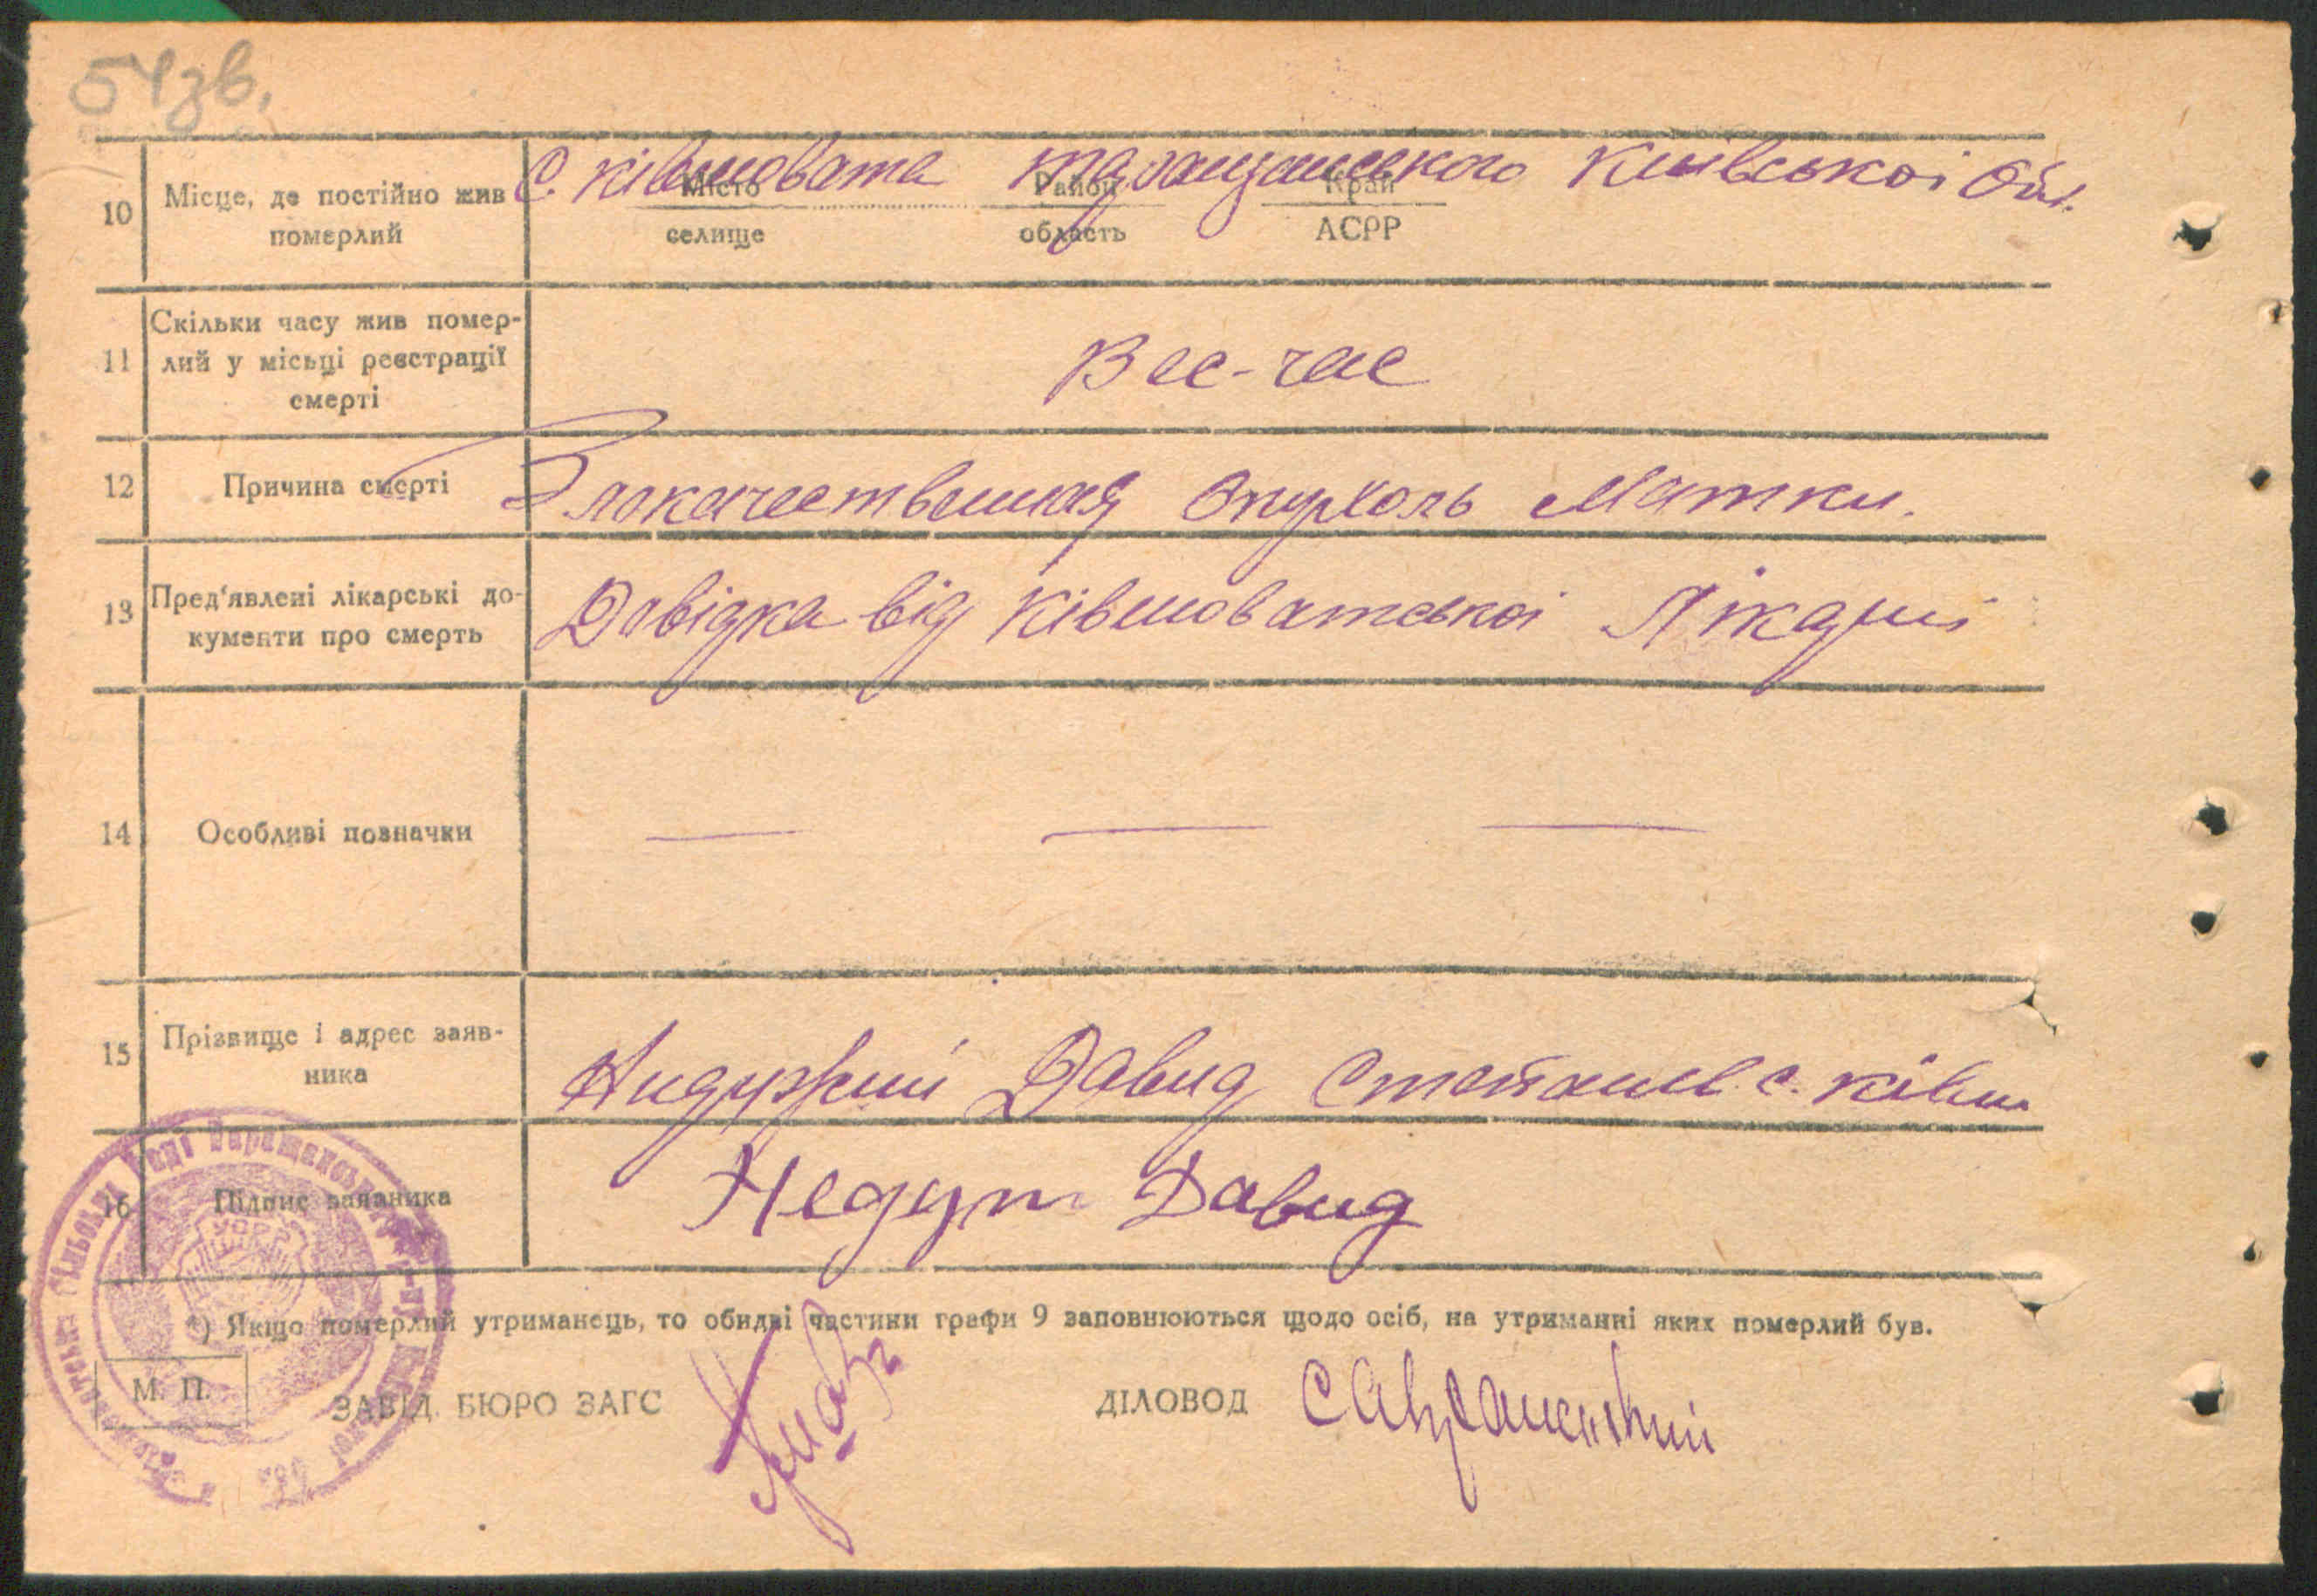 54зв.
10 Місце, де постійно жив померлий
С. Ківшовата Таращанського Київської Обл.
Місто Район Край
селище область АСРР
11 Скільки часу жив померлий у місьці реєстрації смерті
Вес-час
12 Причина смерті
Злокачественная Опухоль Матки.
13 Пред'явлені лікарські документи про смерть
Довідка від Ківшоватської Лікарні
14 Особливі позначки
— — —
15 Прізвище і адрес заявника
Давид Степанов. с. Ківш
16 Підпис заявника
Недуж Давид
*) Якщо померлий утриманець, то обидві частини графи 9 заповнюються щодо осіб, на утриманні яких померлий був.
М. П.
ЗАВІД. БЮРО ЗАГС
ДІЛОВОД
УСРР